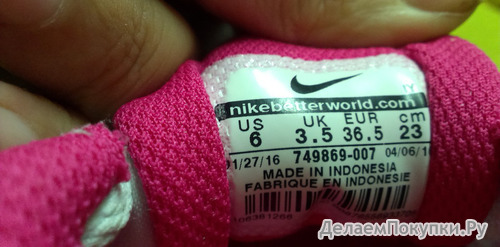 nikebetterworld.com
US UK EUR cm
6 3.5 36.5 23
01/27/16 749869-007 04/06/16
MADE IN INDONESIA
FABRIQUE EN INDONESIE
ДелаемПокупки.Ру